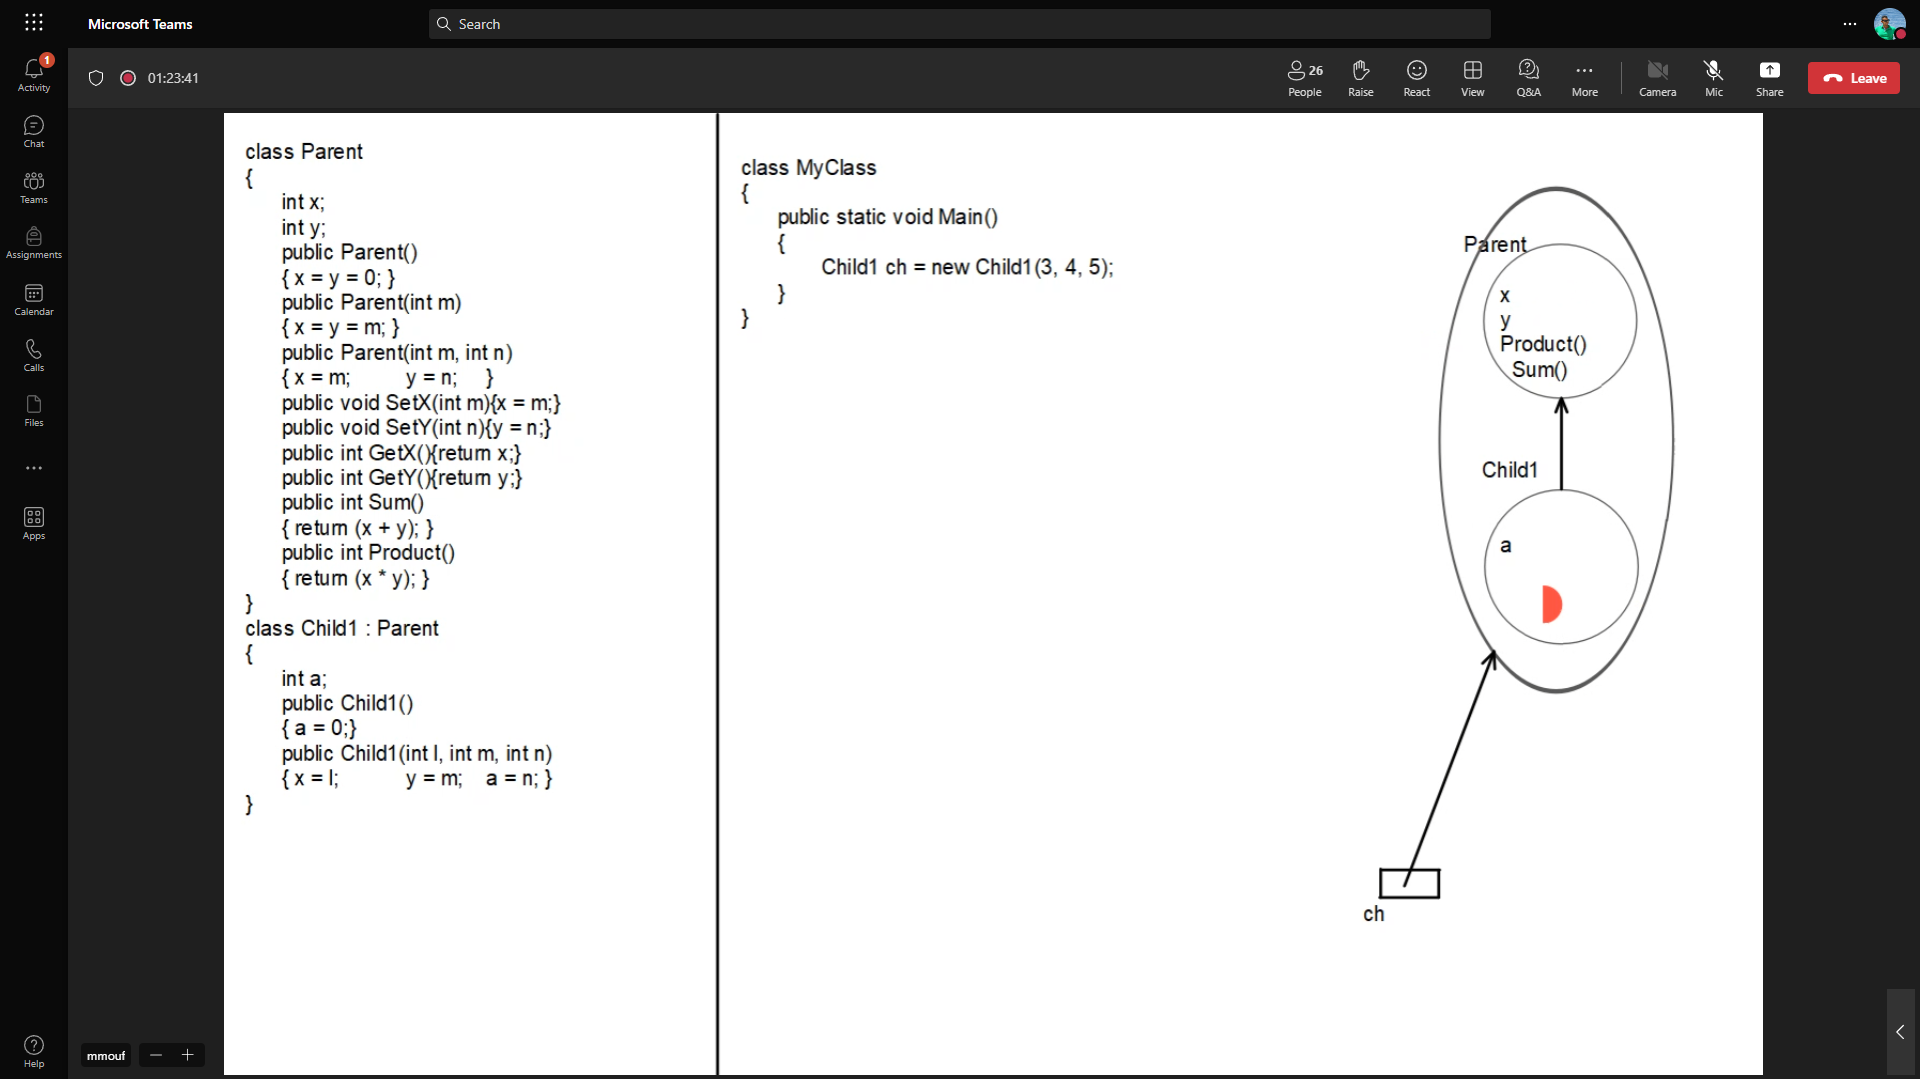 Microsoft Teams
Search
1
Activity
Chat
Teams
Assignments
Calendar
Calls
Files
Apps
Help
01:23:41
26
People
Raise
React
View
Q&A
More
Camera
Mic
Share
Leave
class Parent
{
int x;
int y;
public Parent()
{ x = y = 0; }
public Parent(int m)
{ x = y = m; }
public Parent(int m, int n)
{ x = m; y = n; }
public void SetX(int m){x = m;}
public void SetY(int n){y = n;}
public int GetX(){return x;}
public int GetY(){return y;}
public int Sum()
{ return (x + y); }
public int Product()
{ return (x * y); }
}
class Child1 : Parent
{
int a;
public Child1()
{ a = 0;}
public Child1(int l, int m, int n)
{ x = l; y = m; a = n; }
}
class MyClass
{
public static void Main()
{
Child1 ch = new Child1(3, 4, 5);
}
}
Parent
x
y
Product()
Sum()
Child1
a
ch
mmouf